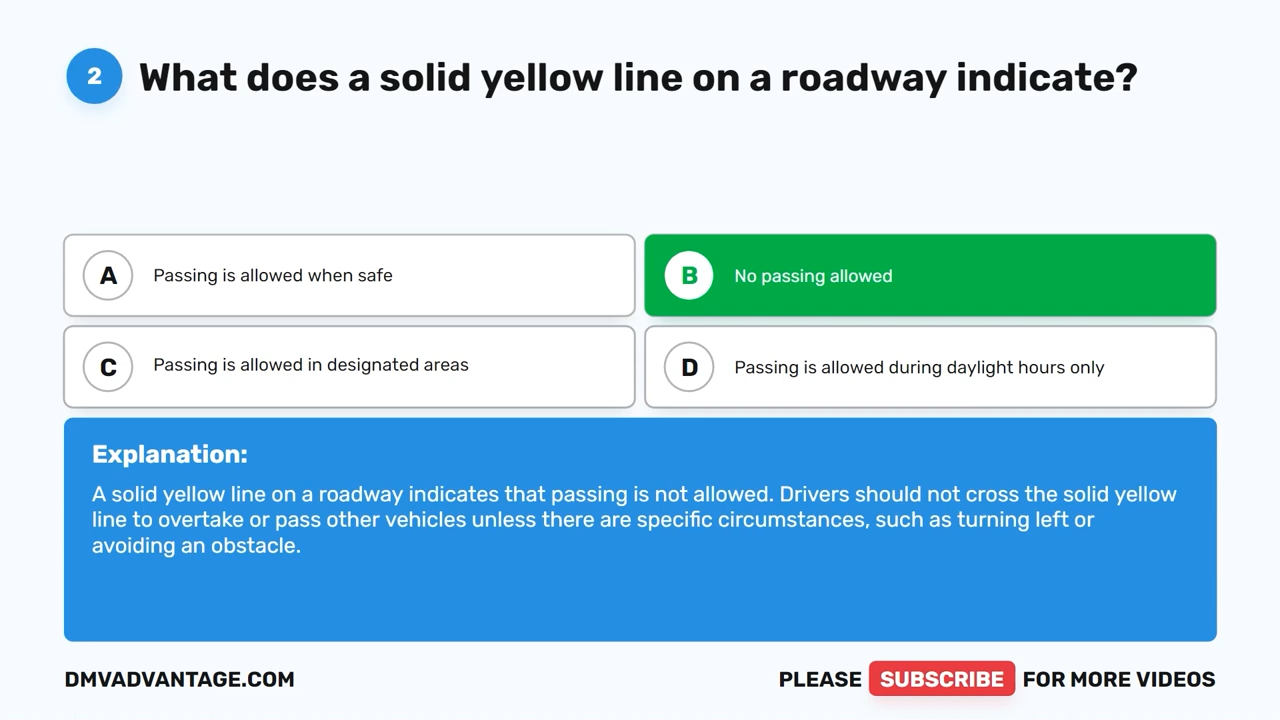 2 What does a solid yellow line on a roadway indicate?
A Passing is allowed when safe
B No passing allowed
C Passing is allowed in designated areas
D Passing is allowed during daylight hours only
Explanation:
A solid yellow line on a roadway indicates that passing is not allowed. Drivers should not cross the solid yellow
line to overtake or pass other vehicles unless there are specific circumstances, such as turning left or
avoiding an obstacle.
DMVADVANTAGE.COM
PLEASE SUBSCRIBE FOR MORE VIDEOS